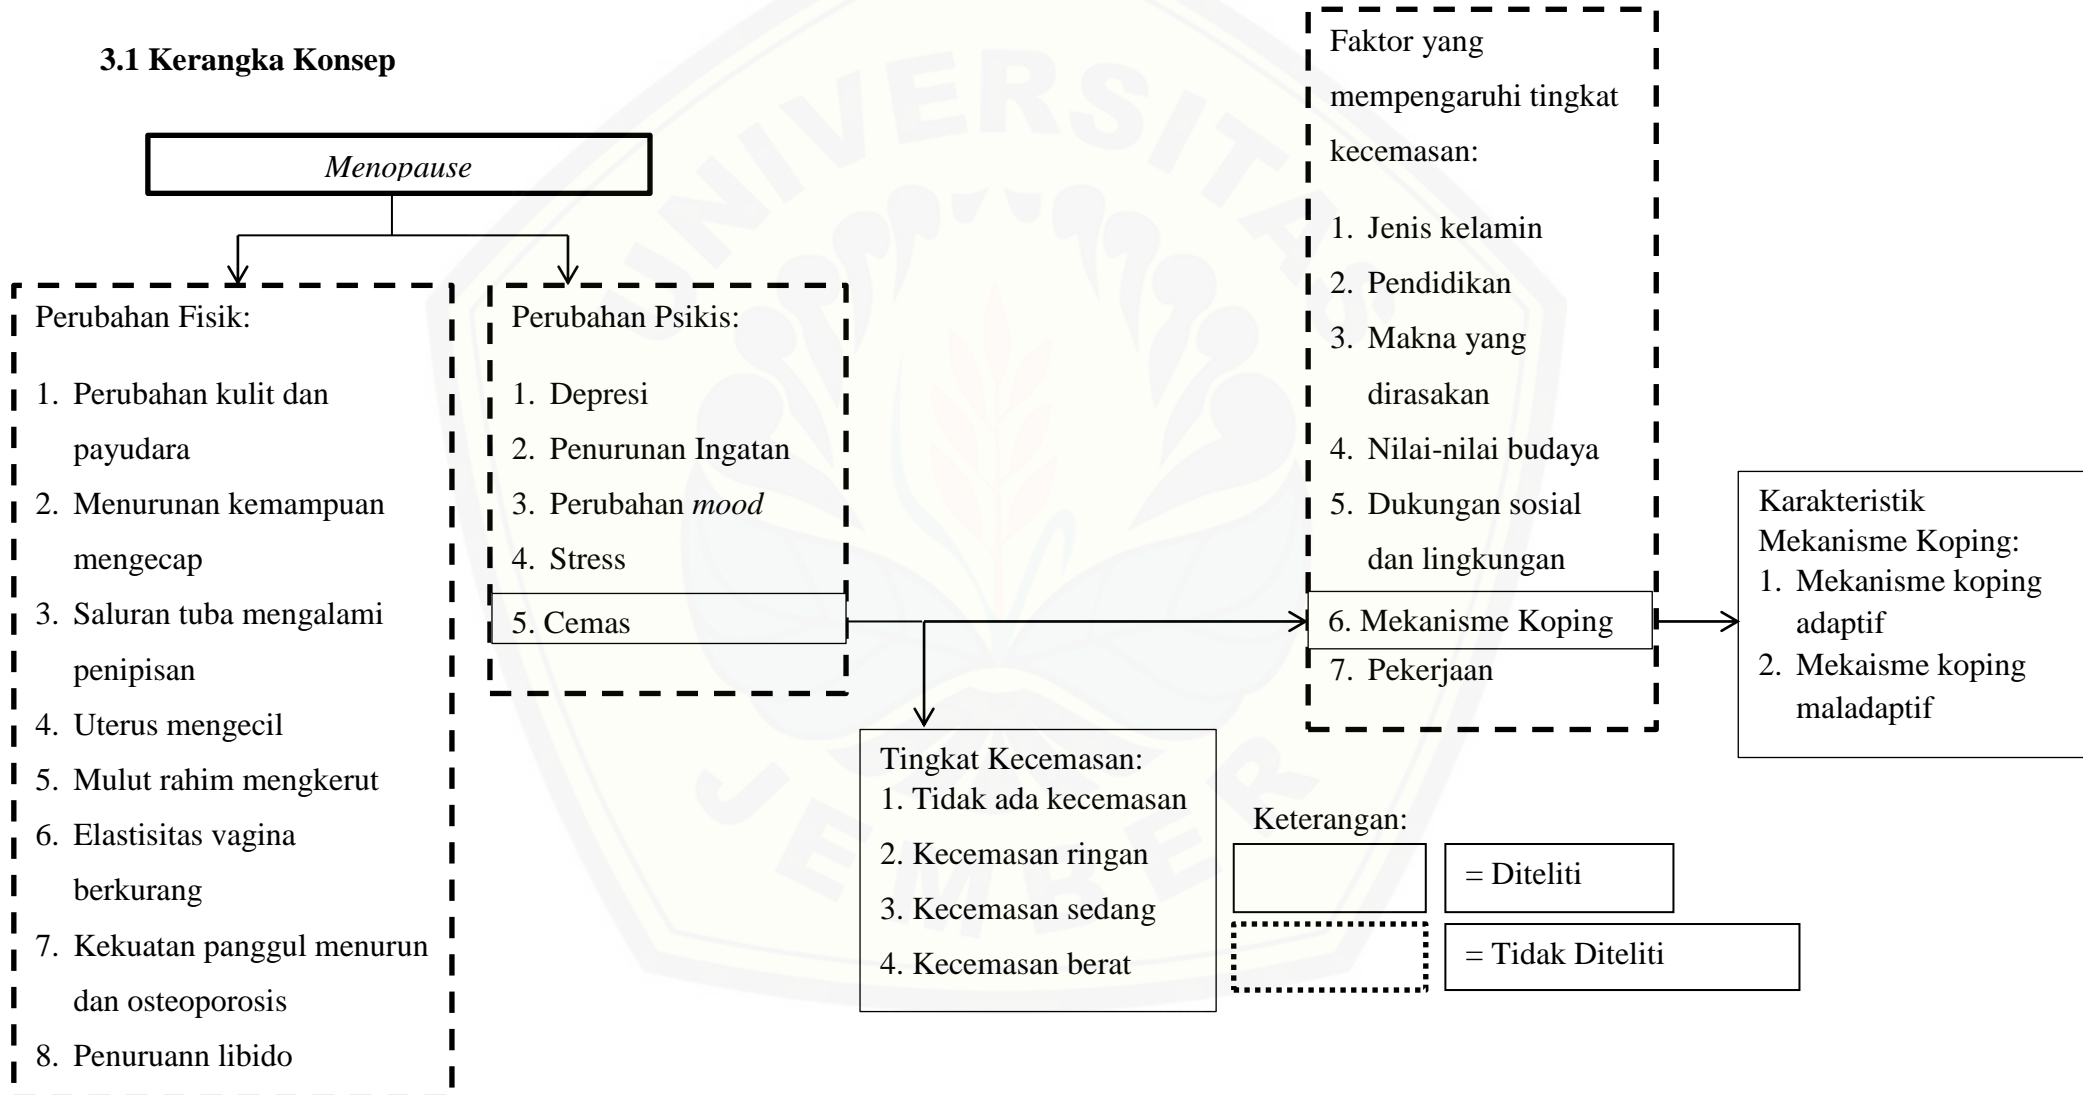 3.1 Kerangka Konsep
Menopause
Perubahan Fisik:
1. Perubahan kulit dan
payudara
2. Menurunan kemampuan
mengecap
3. Saluran tuba mengalami
penipisan
4. Uterus mengecil
5. Mulut rahim mengkerut
6. Elastisitas vagina
berkurang
7. Kekuatan panggul menurun
dan osteoporosis
8. Penuruann libido
Perubahan Psikis:
1. Depresi
2. Penurunan Ingatan
3. Perubahan mood
4. Stress
5. Cemas
Tingkat Kecemasan:
1. Tidak ada kecemasan
2. Kecemasan ringan
3. Kecemasan sedang
4. Kecemasan berat
Faktor yang
mempengaruhi tingkat
kecemasan:
1. Jenis kelamin
2. Pendidikan
3. Makna yang
dirasakan
4. Nilai-nilai budaya
5. Dukungan sosial
dan lingkungan
6. Mekanisme Koping
7. Pekerjaan
Karakteristik
Mekanisme Koping:
1. Mekanisme koping
adaptif
2. Mekaisme koping
maladaptif
Keterangan:
= Diteliti
= Tidak Diteliti
UNIVERSITAS
JEMBER